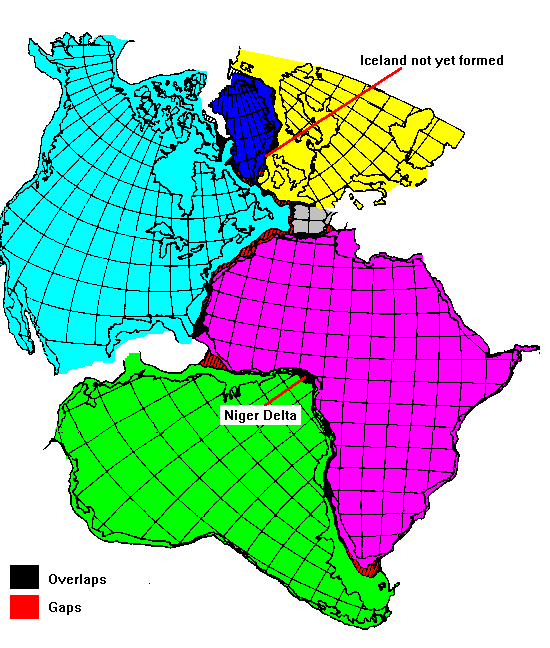 Iceland not yet formed
Niger Delta
Overlaps
Gaps